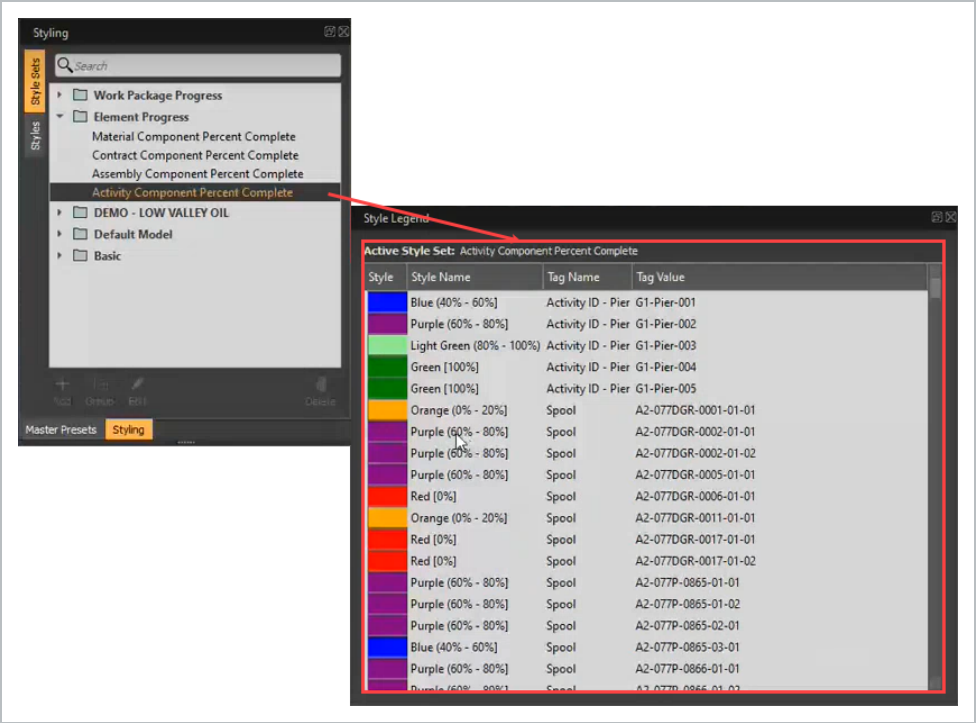 Styling
Style Sets
Styles
Search
Work Package Progress
Element Progress
Material Component Percent Complete
Contract Component Percent Complete
Assembly Component Percent Complete
Activity Component Percent Complete
DEMO - LOW VALLEY OIL
Default Model
Basic
Add Group Edit Delete
Master Presets Styling
Style Legend
Active Style Set: Activity Component Percent Complete
Style Style Name Tag Name Tag Value
Blue (40% - 60%] Activity ID - Pier G1-Pier-001
Purple (60% - 80%] Activity ID - Pier G1-Pier-002
Light Green (80% - 100%) Activity ID - Pier G1-Pier-003
Green [100%] Activity ID - Pier G1-Pier-004
Green [100%] Activity ID - Pier G1-Pier-005
Orange (0% - 20%] Spool A2-077DGR-0001-01-01
Purple (60% - 80%] Spool A2-077DGR-0002-01-01
Purple (60% - 80%] Spool A2-077DGR-0002-01-02
Purple (60% - 80%] Spool A2-077DGR-0005-01-01
Red [0%] Spool A2-077DGR-0006-01-01
Orange (0% - 20%] Spool A2-077DGR-0011-01-01
Red [0%] Spool A2-077DGR-0017-01-01
Red [0%] Spool A2-077DGR-0017-01-02
Purple (60% - 80%] Spool A2-077P-0865-01-01
Purple (60% - 80%] Spool A2-077P-0865-01-02
Purple (60% - 80%] Spool A2-077P-0865-02-01
Blue (40% - 60%] Spool A2-077P-0865-03-01
Purple (60% - 80%] Spool A2-077P-0866-01-01
Purple (60% - 80%] Spool A2-077P-0866-01-02